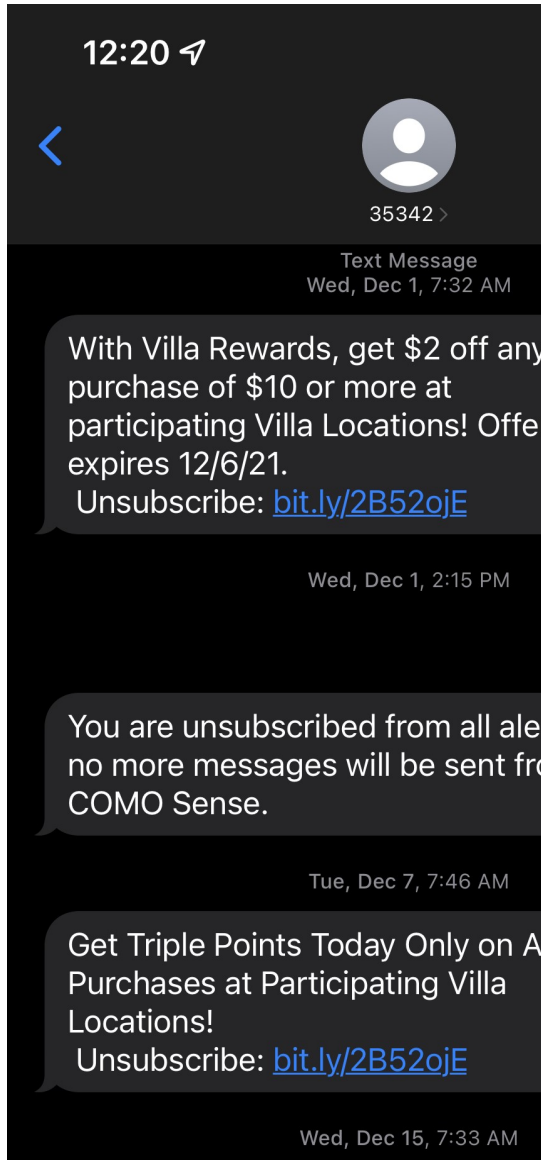 12:20
35342
Text Message
Wed, Dec 1, 7:32 AM
With Villa Rewards, get $2 off any
purchase of $10 or more at
participating Villa Locations! Offe
expires 12/6/21.
Unsubscribe: bit.ly/2B52ojE
Wed, Dec 1, 2:15 PM
You are unsubscribed from all ale
no more messages will be sent fro
COMO Sense.
Tue, Dec 7, 7:46 AM
Get Triple Points Today Only on A
Purchases at Participating Villa
Locations!
Unsubscribe: bit.ly/2B52ojE
Wed, Dec 15, 7:33 AM